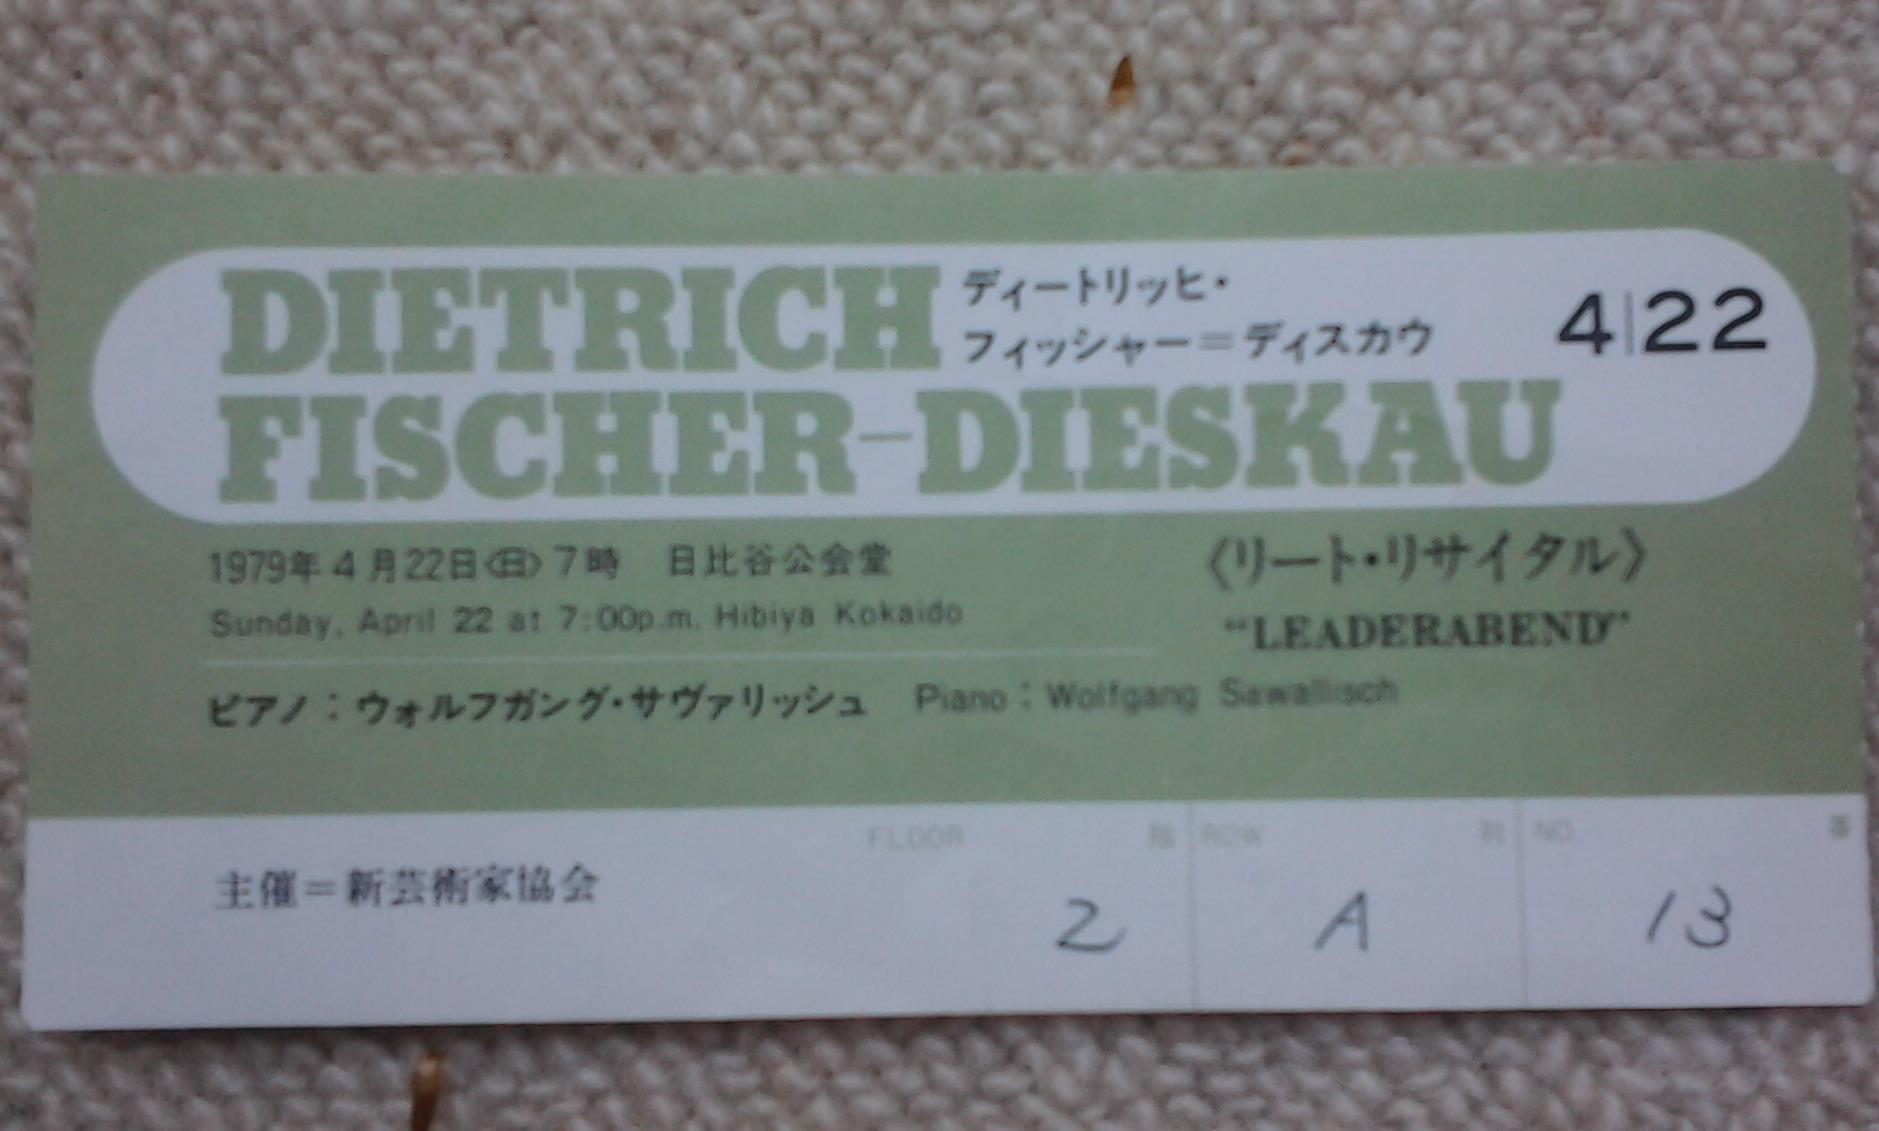 DIETRICH
ディートリッヒ・
フィッシャー＝ディスカウ
4|22
FISCHER-DIESKAU
1979年4月22日〈日〉7時 日比谷公会堂
Sunday, April 22 at 7:00p.m. Hibiya Kokaido
〈リート・リサイタル〉
“LEADERABEND”
ピアノ：ウォルフガング・サヴァリッシュ Piano：Wolfgang Sawallisch
主催＝新芸術家協会
FLOOR 階 ROW 列 NO. 番
2 A 13